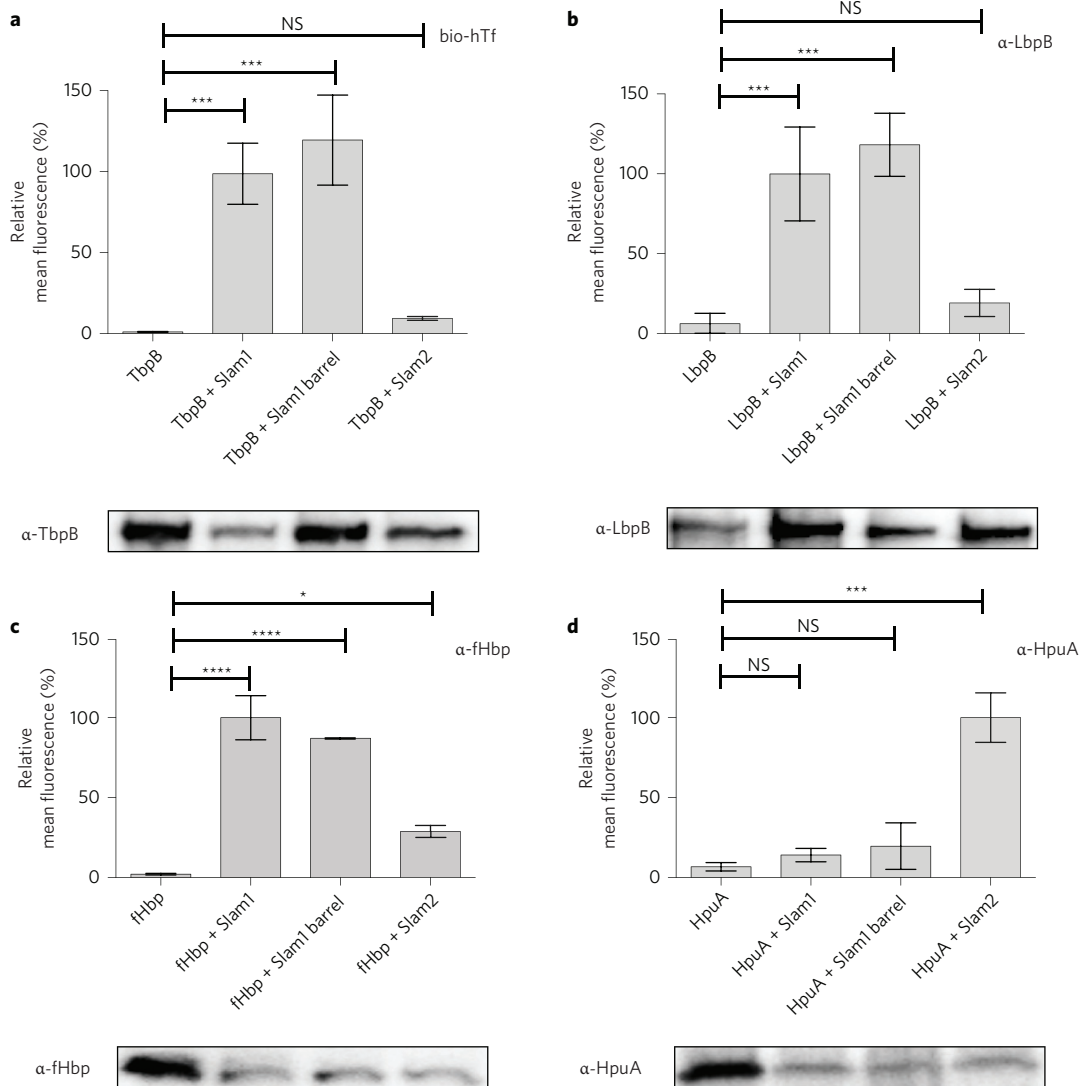 a
NS
bio-hTf
***
***
150
100
50
0
Relative
mean fluorescence (%)
TbpB
TbpB + Slam1
TbpB + Slam1 barrel
TbpB + Slam2
α-TbpB
b
NS
α-LbpB
***
***
150
100
50
0
Relative
mean fluorescence (%)
LbpB
LbpB + Slam1
LbpB + Slam1 barrel
LbpB + Slam2
α-LbpB
c
*
****
****
α-fHbp
150
100
50
0
Relative
mean fluorescence (%)
fHbp
fHbp + Slam1
fHbp + Slam1 barrel
fHbp + Slam2
α-fHbp
d
***
NS
NS
α-HpuA
150
100
50
0
Relative
mean fluorescence (%)
HpuA
HpuA + Slam1
HpuA + Slam1 barrel
HpuA + Slam2
α-HpuA